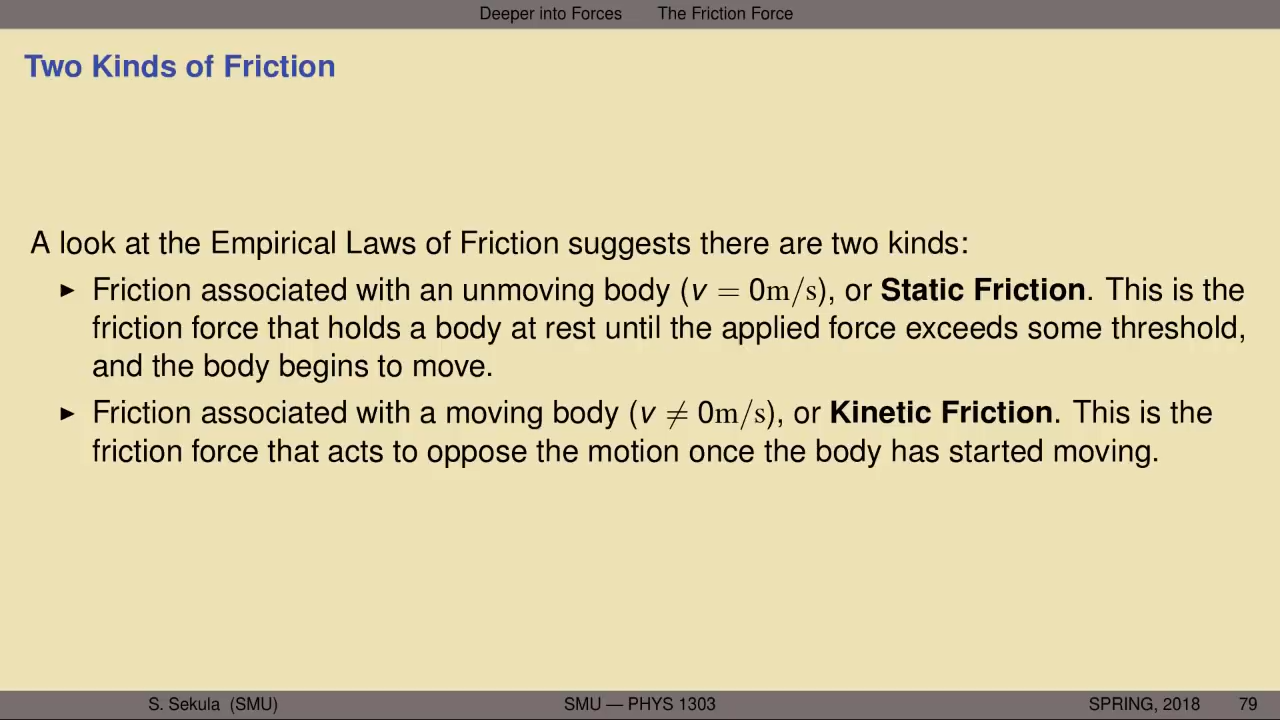 Deeper into Forces The Friction Force
Two Kinds of Friction
A look at the Empirical Laws of Friction suggests there are two kinds:
▶ Friction associated with an unmoving body (v = 0m/s), or Static Friction. This is the
friction force that holds a body at rest until the applied force exceeds some threshold,
and the body begins to move.
▶ Friction associated with a moving body (v ≠ 0m/s), or Kinetic Friction. This is the
friction force that acts to oppose the motion once the body has started moving.
S. Sekula (SMU) SMU — PHYS 1303 SPRING, 2018 79